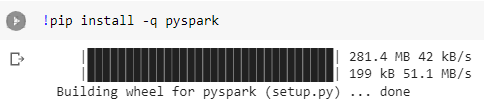 !pip install -q pyspark
|████████████████████████████████| 281.4 MB 42 kB/s
|████████████████████████████████| 199 kB 51.1 MB/s
Building wheel for pyspark (setup.py) ... done